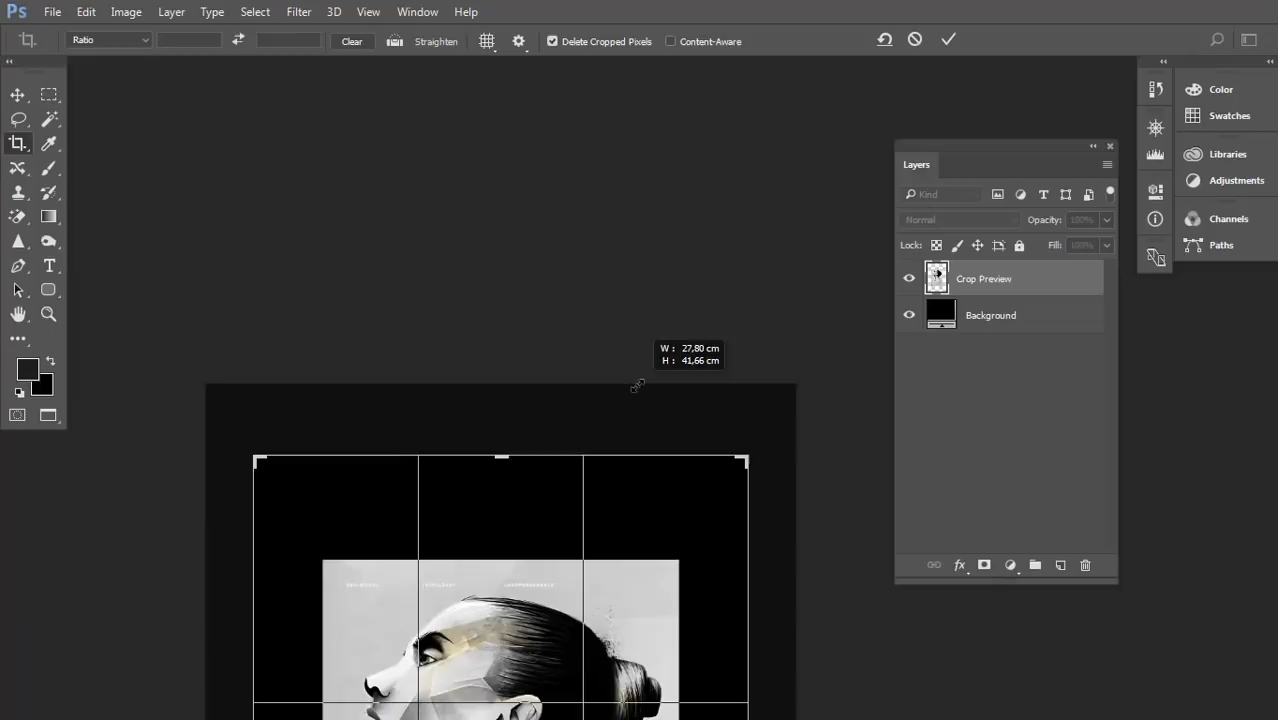 Ps File Edit Image Layer Type Select Filter 3D View Window Help
Ratio Clear Straighten Delete Cropped Pixels Content-Aware
Color
Swatches
Libraries
Adjustments
Channels
Paths
Layers
Kind
Normal Opacity: 100%
Lock: Fill: 100%
Crop Preview
Background
fx
W : 27,80 cm
H : 41,66 cm